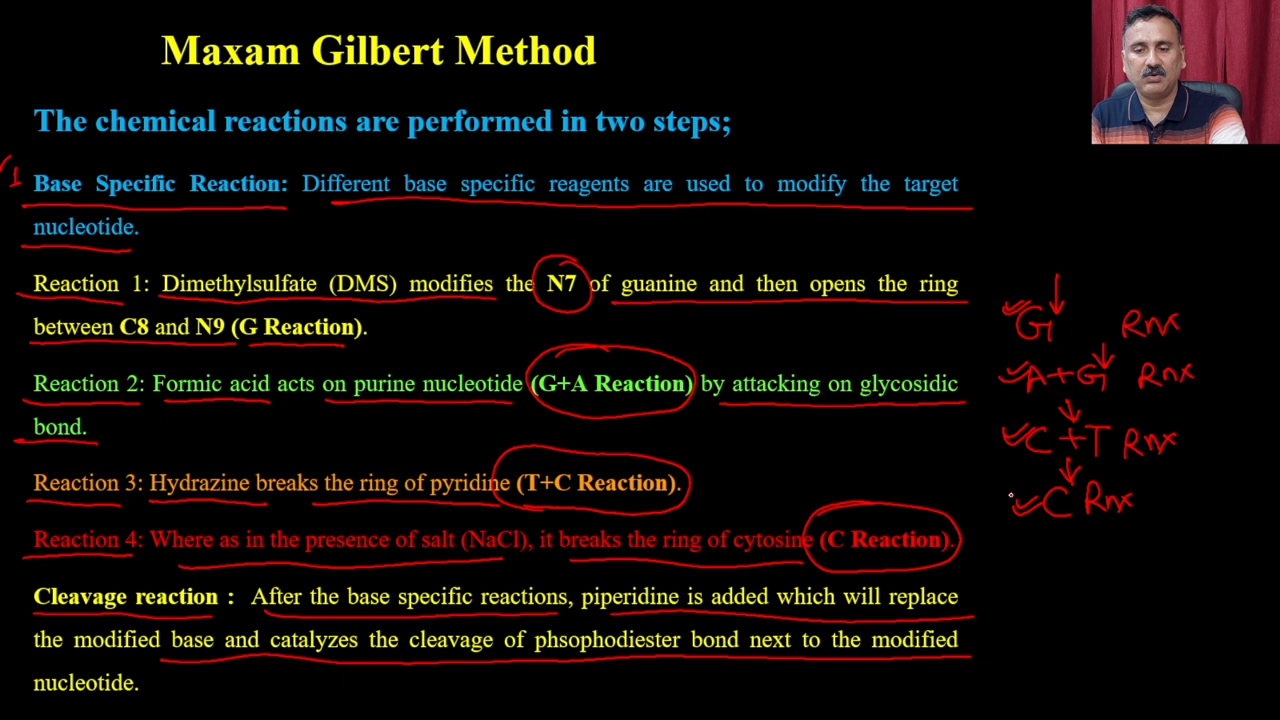 Maxam Gilbert Method
The chemical reactions are performed in two steps;
1
Base Specific Reaction: Different base specific reagents are used to modify the target
nucleotide.
Reaction 1: Dimethylsulfate (DMS) modifies the N7 of guanine and then opens the ring
between C8 and N9 (G Reaction).
Reaction 2: Formic acid acts on purine nucleotide (G+A Reaction) by attacking on glycosidic
bond.
Reaction 3: Hydrazine breaks the ring of pyridine (T+C Reaction).
Reaction 4: Where as in the presence of salt (NaCl), it breaks the ring of cytosine (C Reaction).
Cleavage reaction : After the base specific reactions, piperidine is added which will replace
the modified base and catalyzes the cleavage of phsophodiester bond next to the modified
nucleotide.
G Rnx
A+G Rnx
C+T Rnx
C Rnx